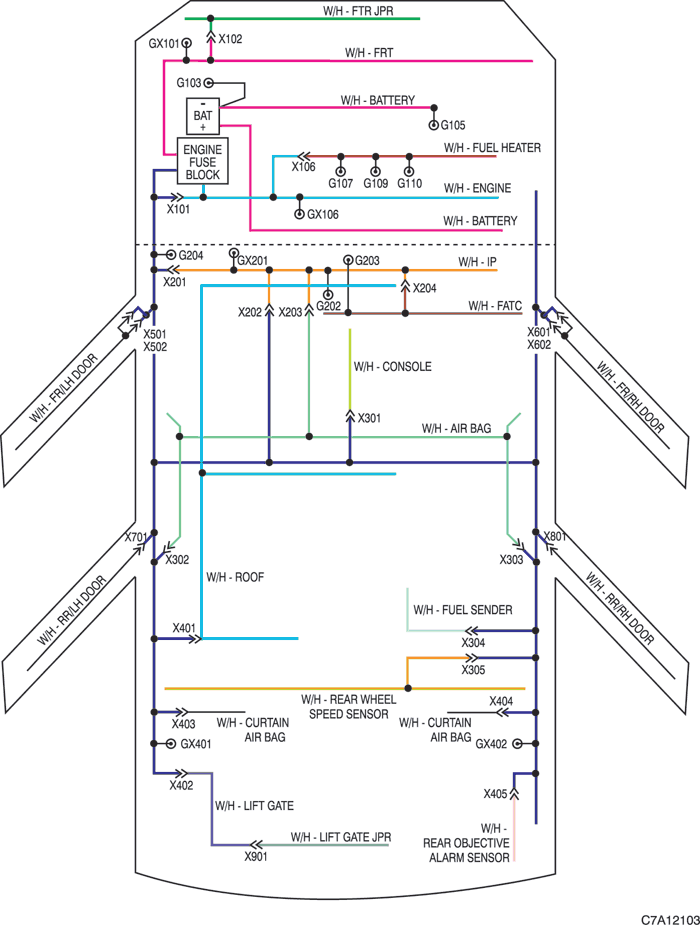 W/H - FTR JPR
GX101
X102
W/H - FRT
G103
W/H - BATTERY
-
BAT
+
G105
ENGINE
FUSE
BLOCK
W/H - FUEL HEATER
X106
G107
G109
G110
W/H - ENGINE
X101
GX106
W/H - BATTERY
G204
GX201
G203
W/H - IP
X201
G202
X204
X202
X203
W/H - FATC
X501
X502
X601
X602
W/H - FR/LH DOOR
W/H - CONSOLE
W/H - FR/RH DOOR
X301
W/H - AIR BAG
X701
X302
X303
X801
W/H - RR/LH DOOR
W/H - ROOF
W/H - RR/RH DOOR
W/H - FUEL SENDER
X401
X304
X305
W/H - REAR WHEEL
SPEED SENSOR
X404
X403
W/H - CURTAIN
AIR BAG
W/H - CURTAIN
AIR BAG
GX401
GX402
X402
X405
W/H - LIFT GATE
W/H - LIFT GATE JPR
X901
W/H -
REAR OBJECTIVE
ALARM SENSOR
C7A12103